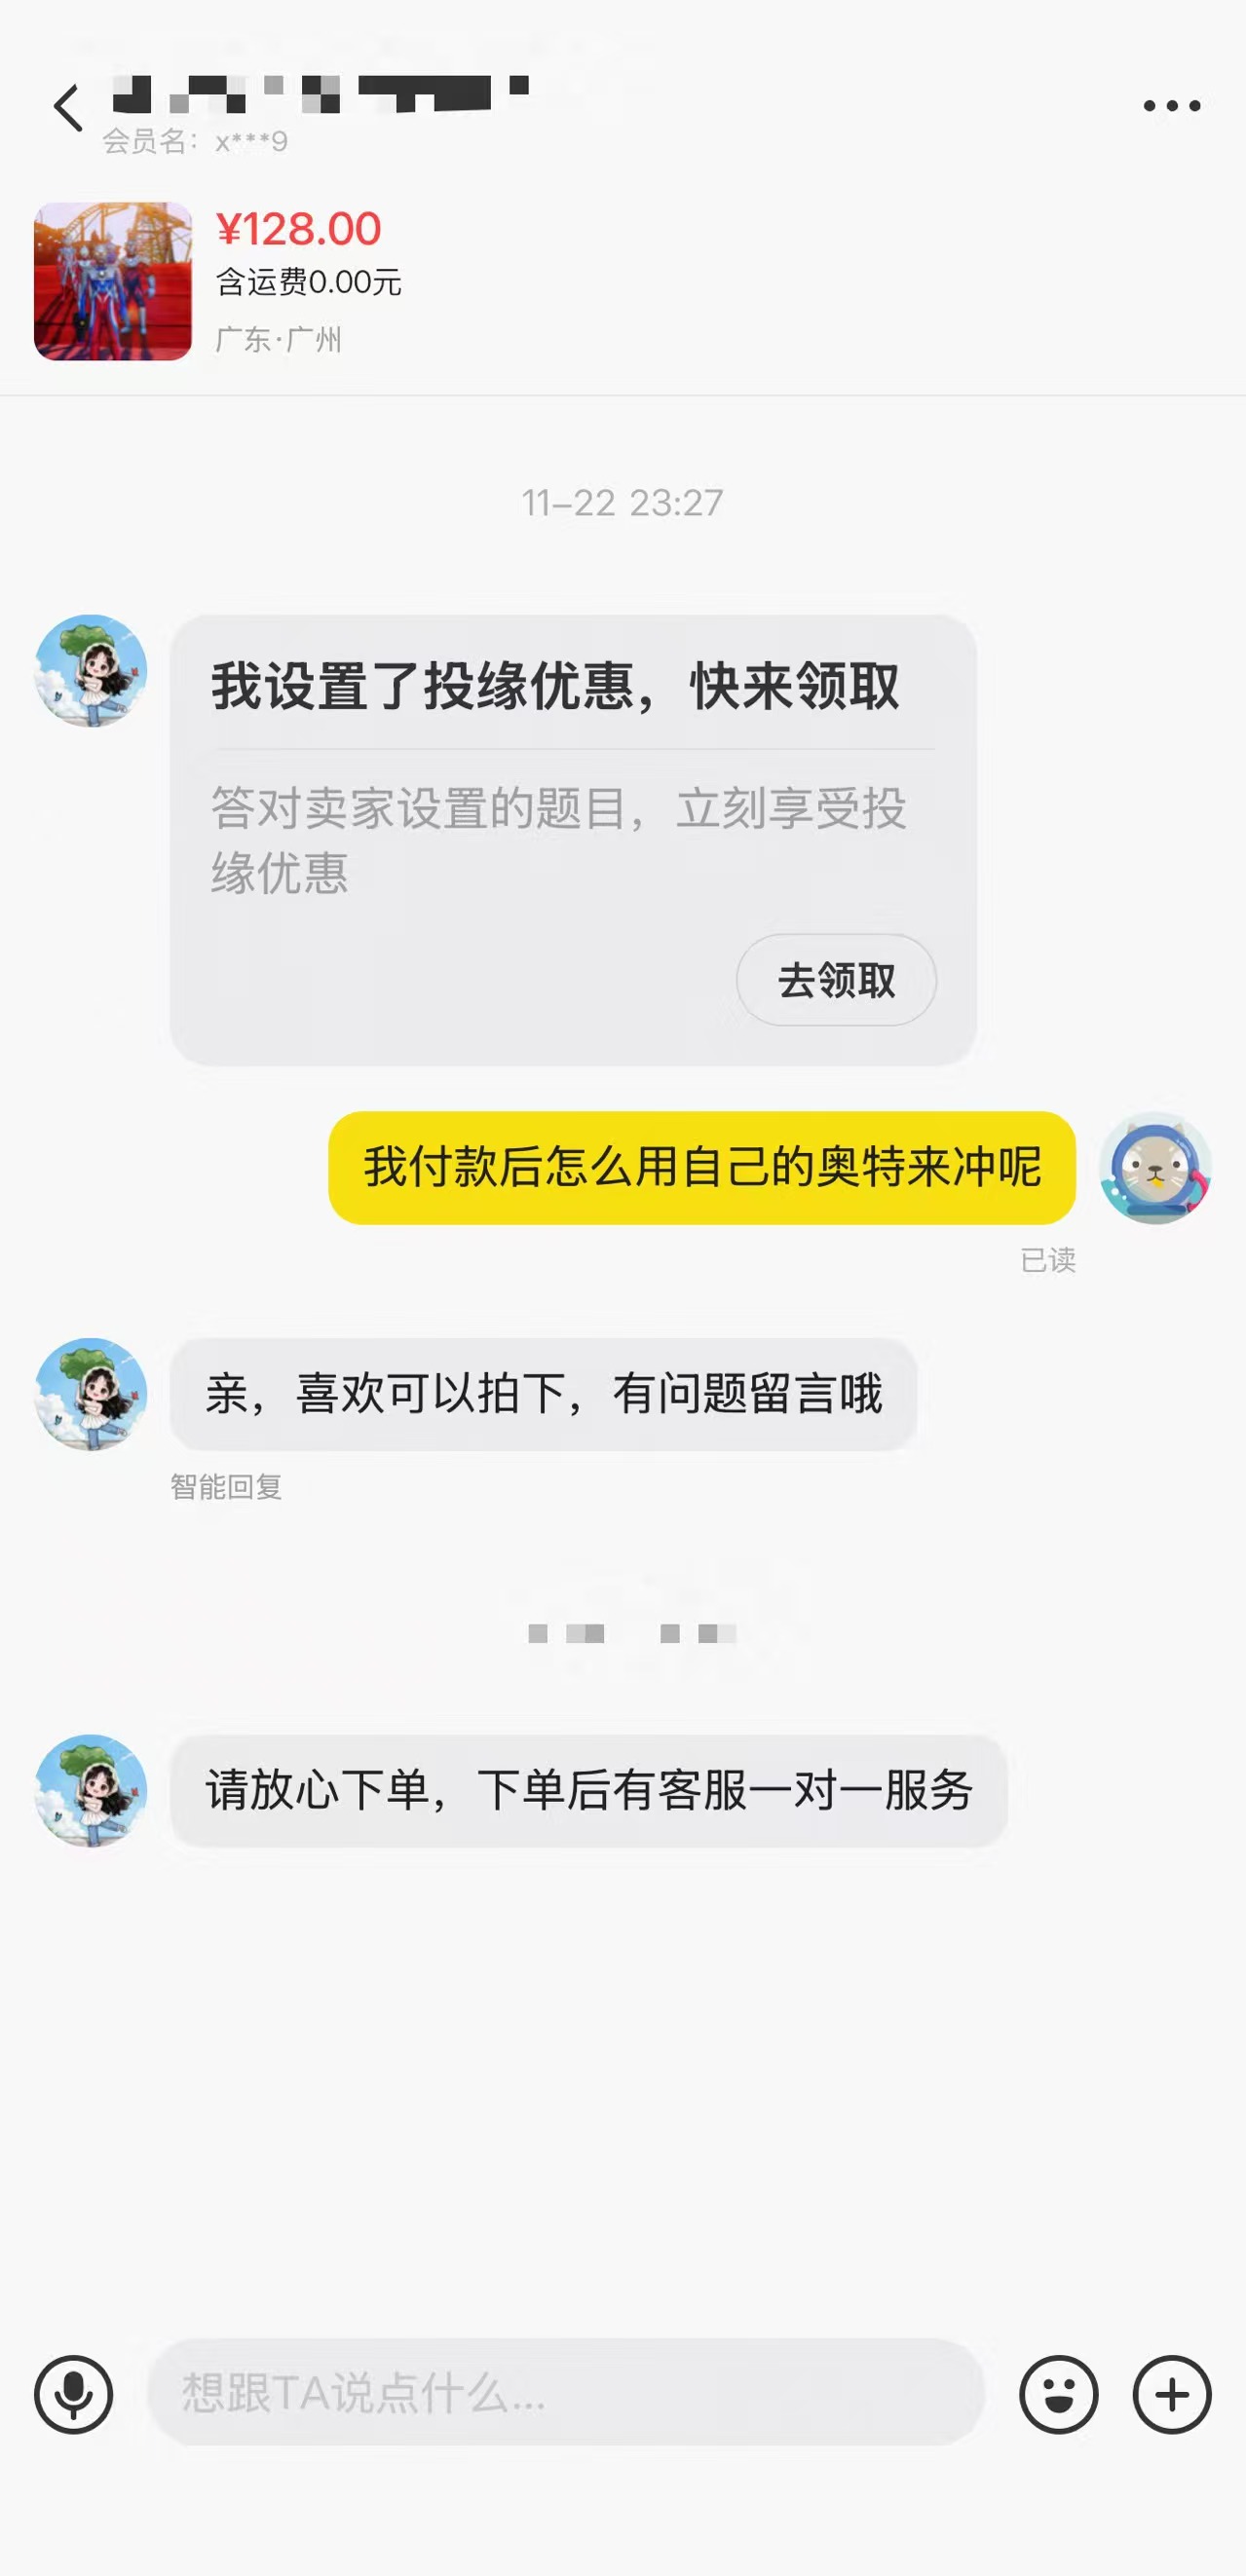 会员名：x***9
¥128.00
含运费0.00元
广东·广州
11-22 23:27
我设置了投缘优惠，快来领取
答对卖家设置的题目，立刻享受投
缘优惠
去领取
我付款后怎么用自己的奥特来冲呢
已读
亲，喜欢可以拍下，有问题留言哦
智能回复
请放心下单，下单后有客服一对一服务
想跟TA说点什么...